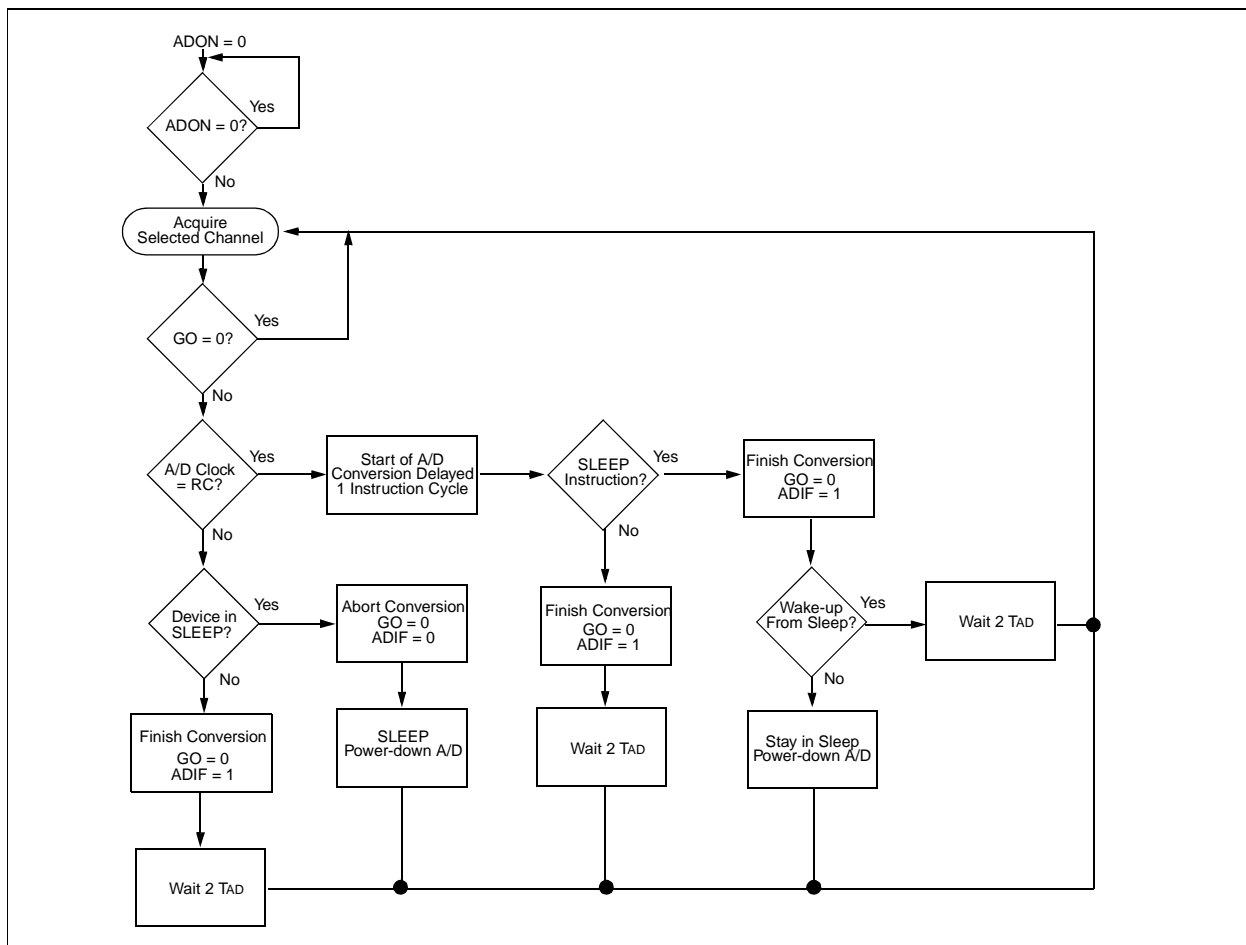 ADON = 0
Yes
ADON = 0?
No
Acquire
Selected Channel
Yes
GO = 0?
No
A/D Clock
= RC?
Yes
Start of A/D
Conversion Delayed
1 Instruction Cycle
SLEEP
Instruction?
Yes
Finish Conversion
GO = 0
ADIF = 1
No
No
Device in
SLEEP?
Yes
Abort Conversion
GO = 0
ADIF = 0
Finish Conversion
GO = 0
ADIF = 1
Wake-up
From Sleep?
Yes
Wait 2 TAD
No
No
Finish Conversion
GO = 0
ADIF = 1
SLEEP
Power-down A/D
Wait 2 TAD
Stay in Sleep
Power-down A/D
Wait 2 TAD